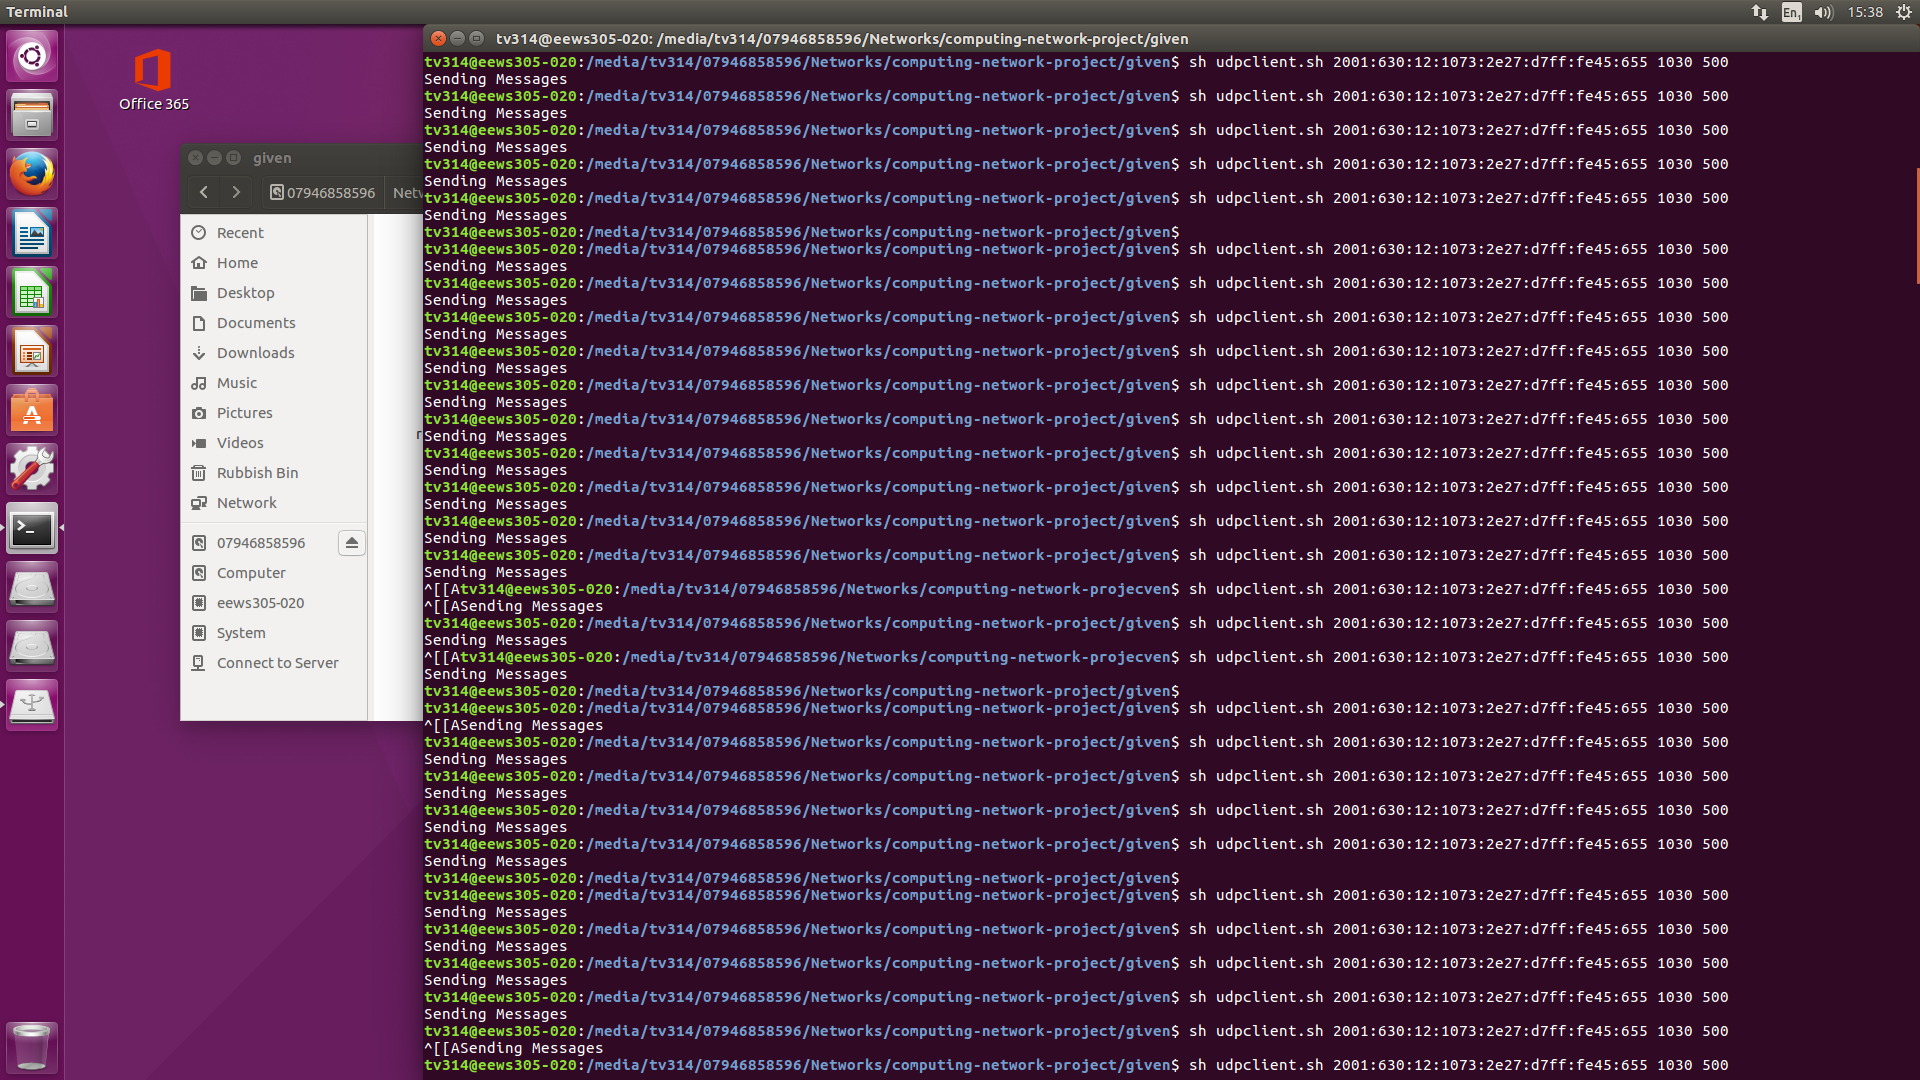 Terminal
En1
15:38
Office 365
given
07946858596
Recent
Home
Desktop
Documents
Downloads
Music
Pictures
Videos
Rubbish Bin
Network
07946858596
Computer
eews305-020
System
Connect to Server
tv314@eews305-020: /media/tv314/07946858596/Networks/computing-network-project/given
tv314@eews305-020:/media/tv314/07946858596/Networks/computing-network-project/given$ sh udpclient.sh 2001:630:12:1073:2e27:d7ff:fe45:655 1030 500
Sending Messages
tv314@eews305-020:/media/tv314/07946858596/Networks/computing-network-project/given$ sh udpclient.sh 2001:630:12:1073:2e27:d7ff:fe45:655 1030 500
Sending Messages
tv314@eews305-020:/media/tv314/07946858596/Networks/computing-network-project/given$ sh udpclient.sh 2001:630:12:1073:2e27:d7ff:fe45:655 1030 500
Sending Messages
tv314@eews305-020:/media/tv314/07946858596/Networks/computing-network-project/given$ sh udpclient.sh 2001:630:12:1073:2e27:d7ff:fe45:655 1030 500
Sending Messages
tv314@eews305-020:/media/tv314/07946858596/Networks/computing-network-project/given$ sh udpclient.sh 2001:630:12:1073:2e27:d7ff:fe45:655 1030 500
Sending Messages
tv314@eews305-020:/media/tv314/07946858596/Networks/computing-network-project/given$
tv314@eews305-020:/media/tv314/07946858596/Networks/computing-network-project/given$ sh udpclient.sh 2001:630:12:1073:2e27:d7ff:fe45:655 1030 500
Sending Messages
tv314@eews305-020:/media/tv314/07946858596/Networks/computing-network-project/given$ sh udpclient.sh 2001:630:12:1073:2e27:d7ff:fe45:655 1030 500
Sending Messages
tv314@eews305-020:/media/tv314/07946858596/Networks/computing-network-project/given$ sh udpclient.sh 2001:630:12:1073:2e27:d7ff:fe45:655 1030 500
Sending Messages
tv314@eews305-020:/media/tv314/07946858596/Networks/computing-network-project/given$ sh udpclient.sh 2001:630:12:1073:2e27:d7ff:fe45:655 1030 500
Sending Messages
tv314@eews305-020:/media/tv314/07946858596/Networks/computing-network-project/given$ sh udpclient.sh 2001:630:12:1073:2e27:d7ff:fe45:655 1030 500
Sending Messages
tv314@eews305-020:/media/tv314/07946858596/Networks/computing-network-project/given$ sh udpclient.sh 2001:630:12:1073:2e27:d7ff:fe45:655 1030 500
Sending Messages
tv314@eews305-020:/media/tv314/07946858596/Networks/computing-network-project/given$ sh udpclient.sh 2001:630:12:1073:2e27:d7ff:fe45:655 1030 500
Sending Messages
tv314@eews305-020:/media/tv314/07946858596/Networks/computing-network-project/given$ sh udpclient.sh 2001:630:12:1073:2e27:d7ff:fe45:655 1030 500
Sending Messages
tv314@eews305-020:/media/tv314/07946858596/Networks/computing-network-project/given$ sh udpclient.sh 2001:630:12:1073:2e27:d7ff:fe45:655 1030 500
Sending Messages
tv314@eews305-020:/media/tv314/07946858596/Networks/computing-network-project/given$ sh udpclient.sh 2001:630:12:1073:2e27:d7ff:fe45:655 1030 500
Sending Messages
^[[Atv314@eews305-020:/media/tv314/07946858596/Networks/computing-network-projecven$ sh udpclient.sh 2001:630:12:1073:2e27:d7ff:fe45:655 1030 500
^[[ASending Messages
tv314@eews305-020:/media/tv314/07946858596/Networks/computing-network-project/given$ sh udpclient.sh 2001:630:12:1073:2e27:d7ff:fe45:655 1030 500
Sending Messages
^[[Atv314@eews305-020:/media/tv314/07946858596/Networks/computing-network-projecven$ sh udpclient.sh 2001:630:12:1073:2e27:d7ff:fe45:655 1030 500
Sending Messages
tv314@eews305-020:/media/tv314/07946858596/Networks/computing-network-project/given$
tv314@eews305-020:/media/tv314/07946858596/Networks/computing-network-project/given$ sh udpclient.sh 2001:630:12:1073:2e27:d7ff:fe45:655 1030 500
^[[ASending Messages
tv314@eews305-020:/media/tv314/07946858596/Networks/computing-network-project/given$ sh udpclient.sh 2001:630:12:1073:2e27:d7ff:fe45:655 1030 500
Sending Messages
tv314@eews305-020:/media/tv314/07946858596/Networks/computing-network-project/given$ sh udpclient.sh 2001:630:12:1073:2e27:d7ff:fe45:655 1030 500
Sending Messages
tv314@eews305-020:/media/tv314/07946858596/Networks/computing-network-project/given$ sh udpclient.sh 2001:630:12:1073:2e27:d7ff:fe45:655 1030 500
Sending Messages
tv314@eews305-020:/media/tv314/07946858596/Networks/computing-network-project/given$ sh udpclient.sh 2001:630:12:1073:2e27:d7ff:fe45:655 1030 500
Sending Messages
tv314@eews305-020:/media/tv314/07946858596/Networks/computing-network-project/given$
tv314@eews305-020:/media/tv314/07946858596/Networks/computing-network-project/given$ sh udpclient.sh 2001:630:12:1073:2e27:d7ff:fe45:655 1030 500
Sending Messages
tv314@eews305-020:/media/tv314/07946858596/Networks/computing-network-project/given$ sh udpclient.sh 2001:630:12:1073:2e27:d7ff:fe45:655 1030 500
Sending Messages
tv314@eews305-020:/media/tv314/07946858596/Networks/computing-network-project/given$ sh udpclient.sh 2001:630:12:1073:2e27:d7ff:fe45:655 1030 500
Sending Messages
tv314@eews305-020:/media/tv314/07946858596/Networks/computing-network-project/given$ sh udpclient.sh 2001:630:12:1073:2e27:d7ff:fe45:655 1030 500
Sending Messages
tv314@eews305-020:/media/tv314/07946858596/Networks/computing-network-project/given$ sh udpclient.sh 2001:630:12:1073:2e27:d7ff:fe45:655 1030 500
^[[ASending Messages
tv314@eews305-020:/media/tv314/07946858596/Networks/computing-network-project/given$ sh udpclient.sh 2001:630:12:1073:2e27:d7ff:fe45:655 1030 500